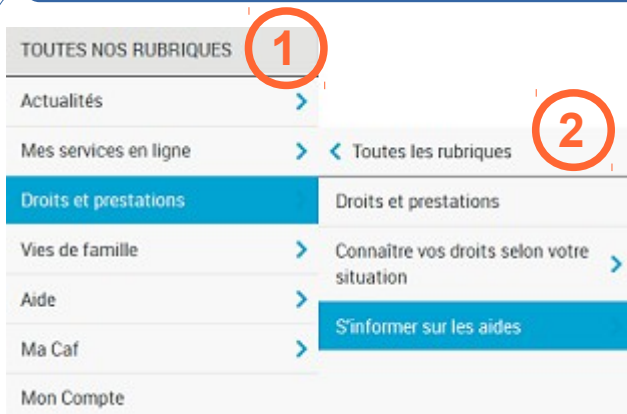 TOUTES NOS RUBRIQUES
1
Actualités
Mes services en ligne
Droits et prestations
Vies de famille
Aide
Ma Caf
Mon Compte
2
Toutes les rubriques
Droits et prestations
Connaître vos droits selon votre
situation
S'informer sur les aides